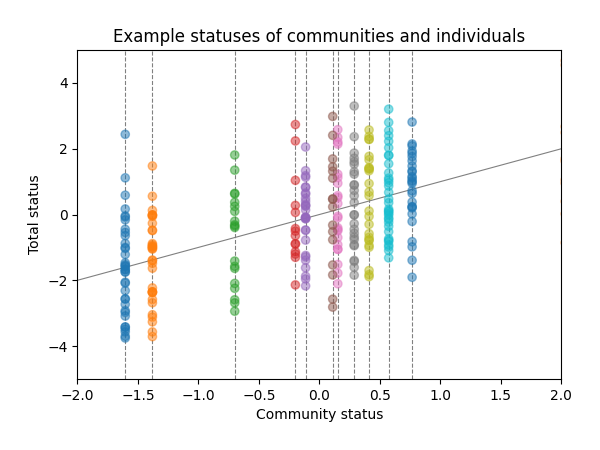 Example statuses of communities and individuals
4
2
0
−2
−4
Total status
−2.0 −1.5 −1.0 −0.5 0.0 0.5 1.0 1.5 2.0
Community status